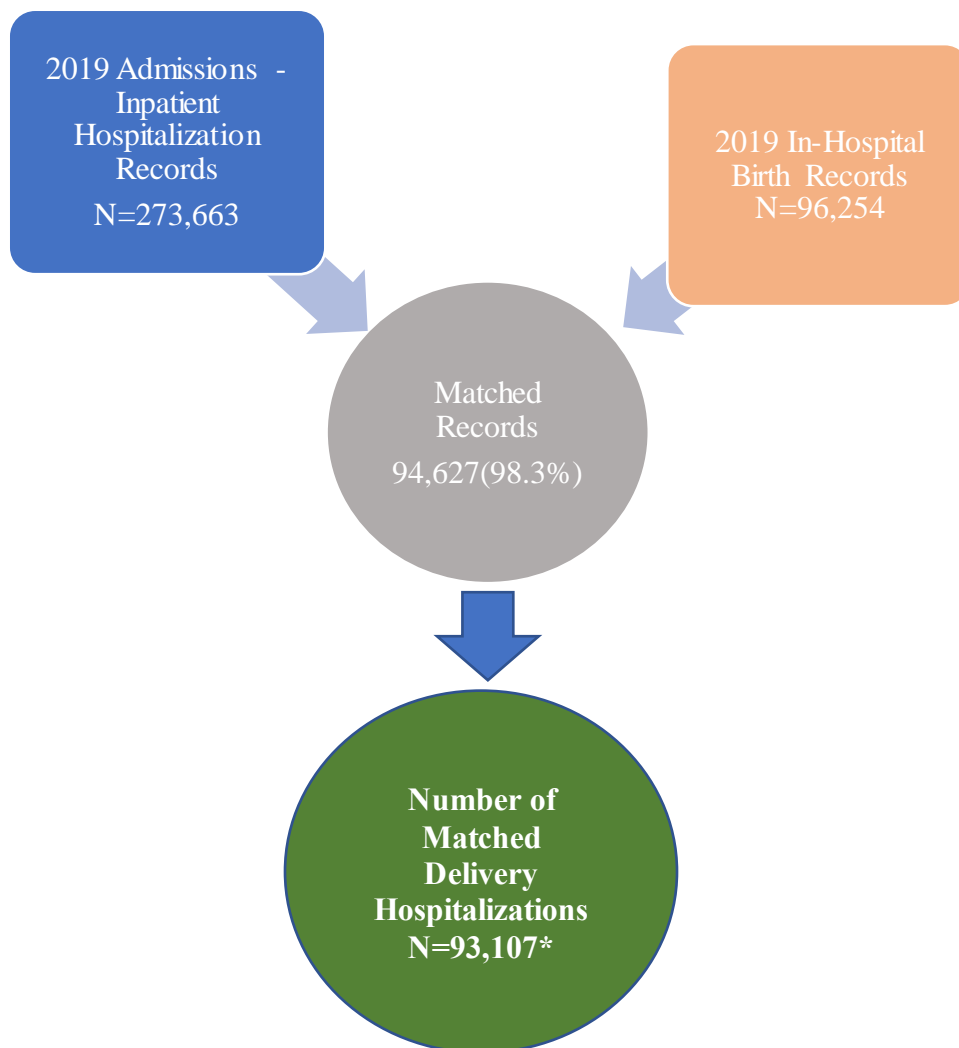 2019 Admissions -
Inpatient
Hospitalization
Records
N=273,663
2019 In-Hospital
Birth Records
N=96,254
Matched
Records
94,627(98.3%)
Number of
Matched
Delivery
Hospitalizations
N=93,107*